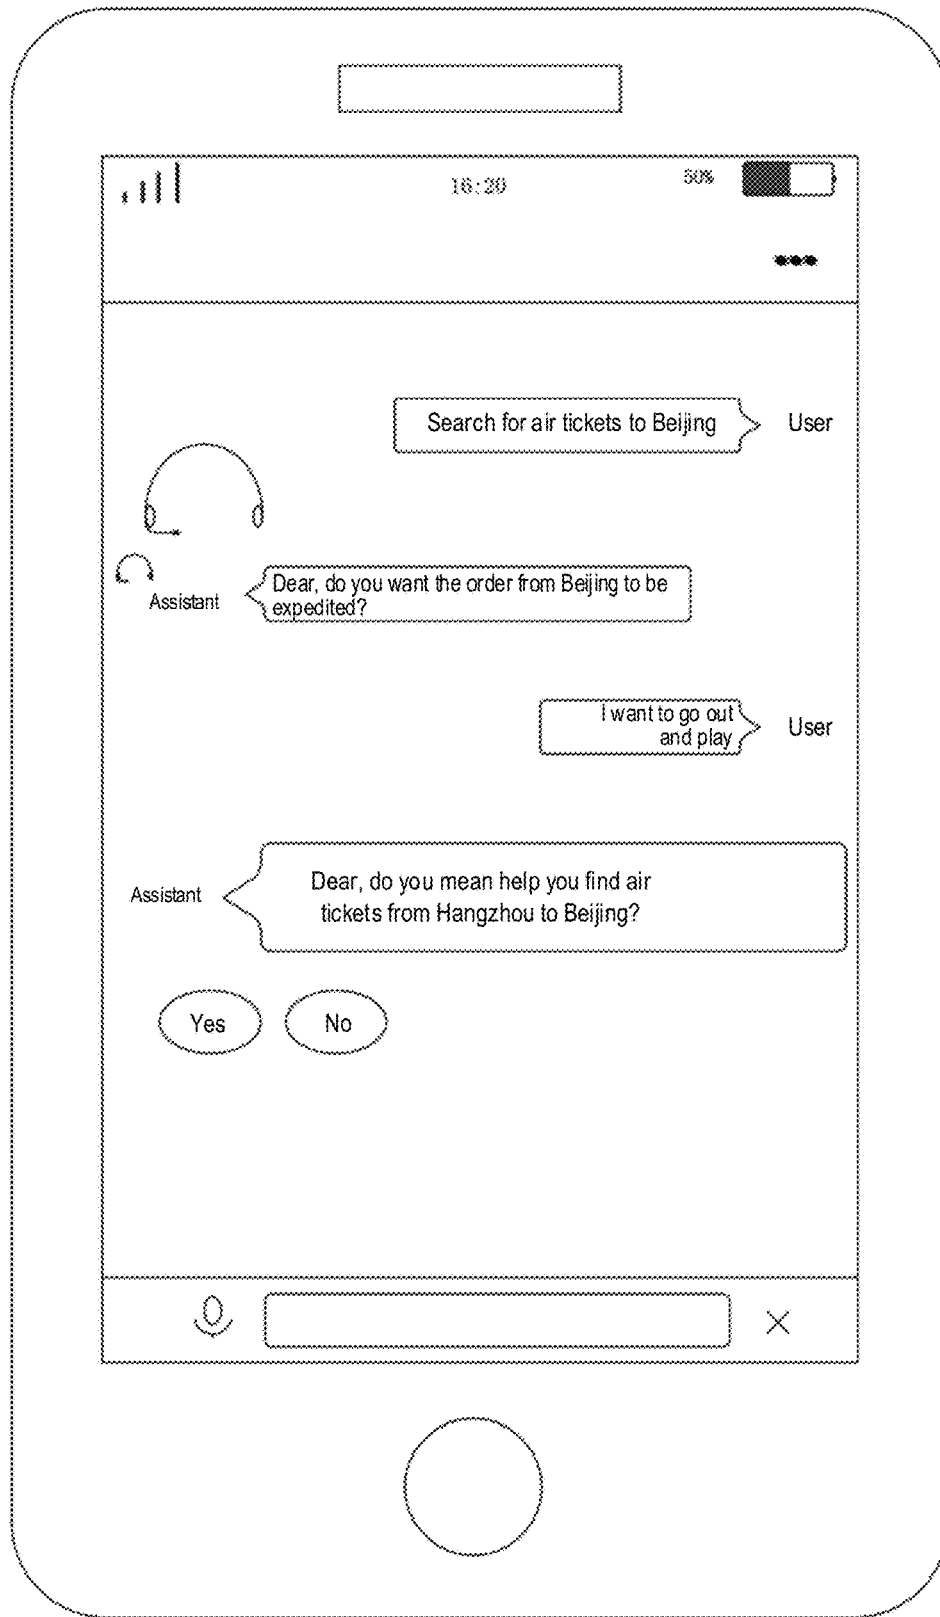 16:20
50%
Search for air tickets to Beijing
User
Dear, do you want the order from Beijing to be
expedited?
Assistant
I want to go out
and play
User
Assistant
Dear, do you mean help you find air
tickets from Hangzhou to Beijing?
Yes
No